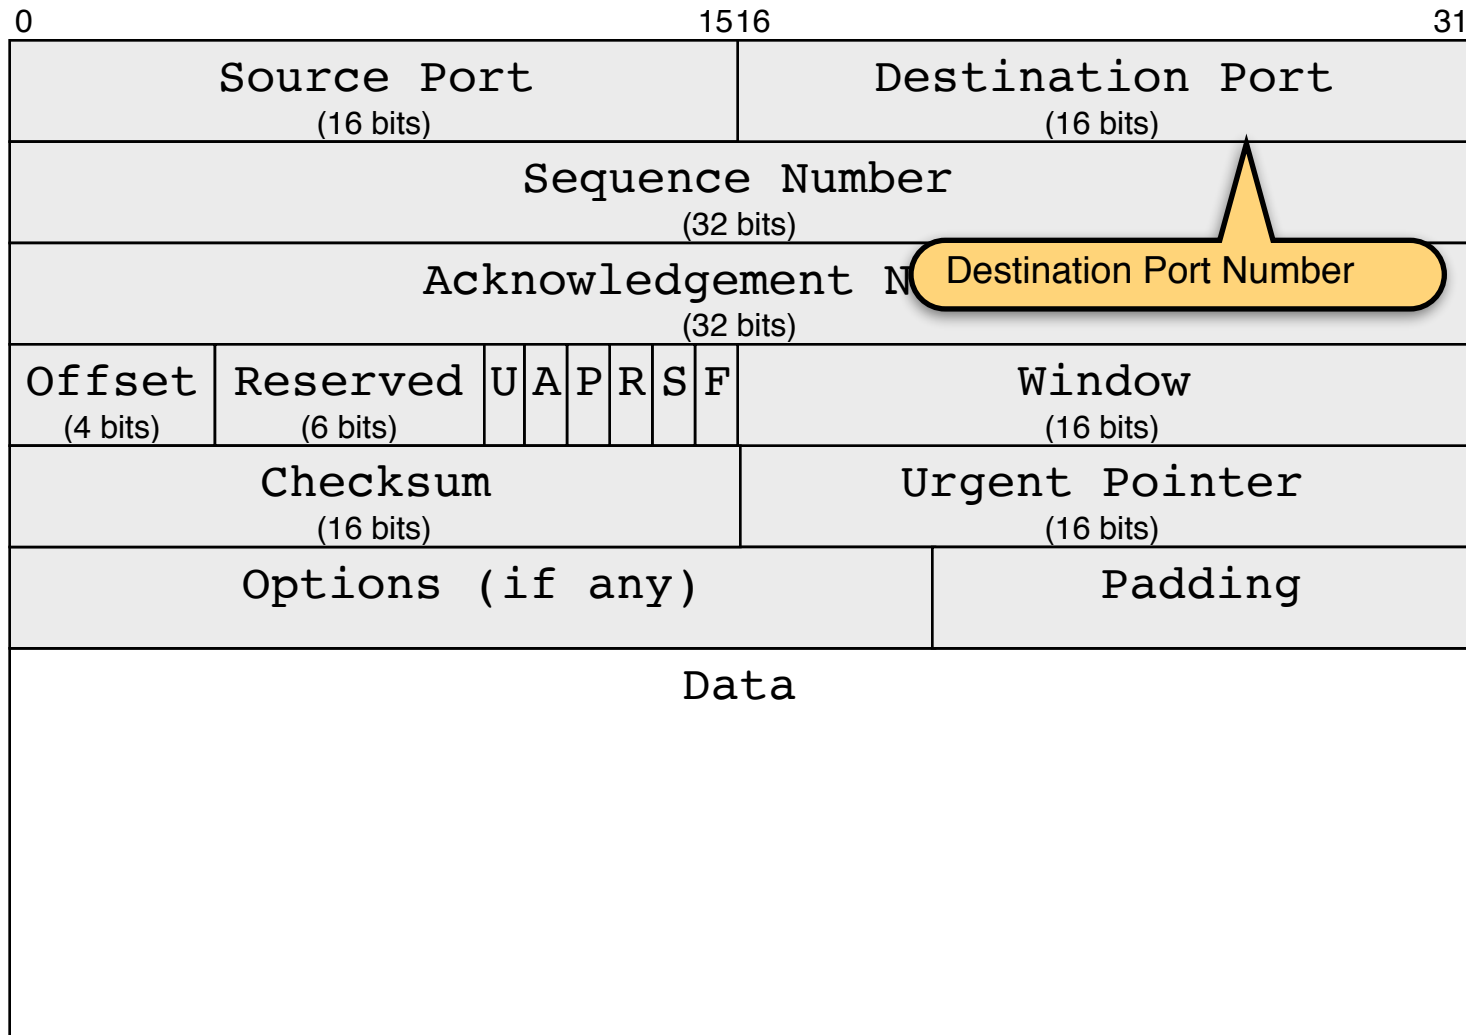 0 1516 31
Source Port Destination Port
(16 bits) (16 bits)
Sequence Number
(32 bits)
Acknowledgement N
Destination Port Number
(32 bits)
Offset Reserved U A P R S F Window
(4 bits) (6 bits) (16 bits)
Checksum Urgent Pointer
(16 bits) (16 bits)
Options (if any) Padding
Data